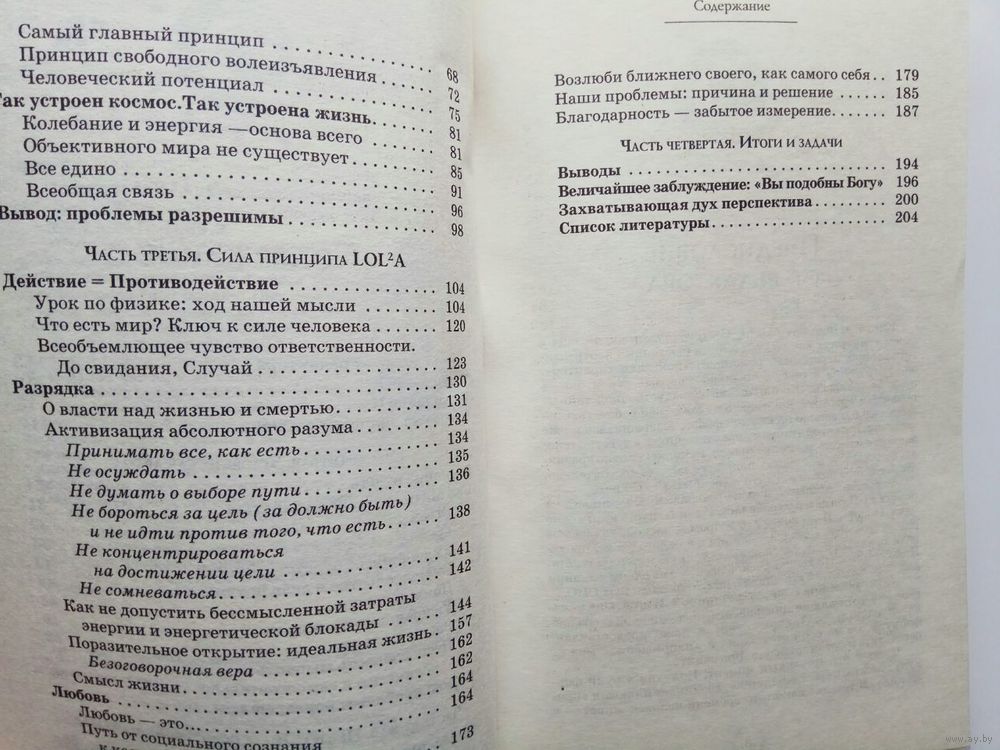 Самый главный принцип . . . . . . . . . . . . 68
Принцип свободного волеизъявления . . . . . 72
Человеческий потенциал . . . . . . . . . . . . 75
Так устроен космос.Так устроена жизнь. . . . . . . 81
Колебание и энергия —основа всего . . . . . . 81
Объективного мира не существует. . . . . . . 85
Все едино . . . . . . . . . . . . . . . . . . . . 91
Всеобщая связь . . . . . . . . . . . . . . . . . 96
Вывод: проблемы разрешимы . . . . . . . . . . . . 98
Часть третья. Сила принципа LOL²A
Действие = Противодействие . . . . . . . . . . . . 104
Урок по физике: ход нашей мысли . . . . . . . 104
Что есть мир? Ключ к силе человека . . . . . . 120
Всеобъемлющее чувство ответственности.
До свидания, Случай . . . . . . . . . . . . . 123
Разрядка . . . . . . . . . . . . . . . . . . . . . . 130
О власти над жизнью и смертью. . . . . . . . . 131
Активизация абсолютного разума . . . . . . . . 134
Принимать все, как есть . . . . . . . . . . . 134
Не осуждать . . . . . . . . . . . . . . . . . 135
Не думать о выборе пути . . . . . . . . . . . 136
Не бороться за цель (за должно быть)
и не идти против того, что есть. . . . . . 138
Не концентрироваться
на достижении цели . . . . . . . . . . . . 141
Не сомневаться. . . . . . . . . . . . . . . . 142
Как не допустить бессмысленной затраты
энергии и энергетической блокады . . . . . . 144
Поразительное открытие: идеальная жизнь. . . 157
Безоговорочная вера . . . . . . . . . . . . . 162
Смысл жизни. . . . . . . . . . . . . . . . . . . 162
Любовь . . . . . . . . . . . . . . . . . . . . . . . 164
Любовь — это. . . . . . . . . . . . . . . . . . . 164
Путь от социального сознания
173
Содержание
Возлюби ближнего своего, как самого себя . . 179
Наши проблемы: причина и решение . . . . . . 185
Благодарность — забытое измерение. . . . . . . 187
Часть четвертая. Итоги и задачи
Выводы . . . . . . . . . . . . . . . . . . . . . . . 194
Величайшее заблуждение: «Вы подобны Богу» 196
Захватывающая дух перспектива. . . . . . . . . . . 200
Список литературы. . . . . . . . . . . . . . . . . . 204
www.ay.by